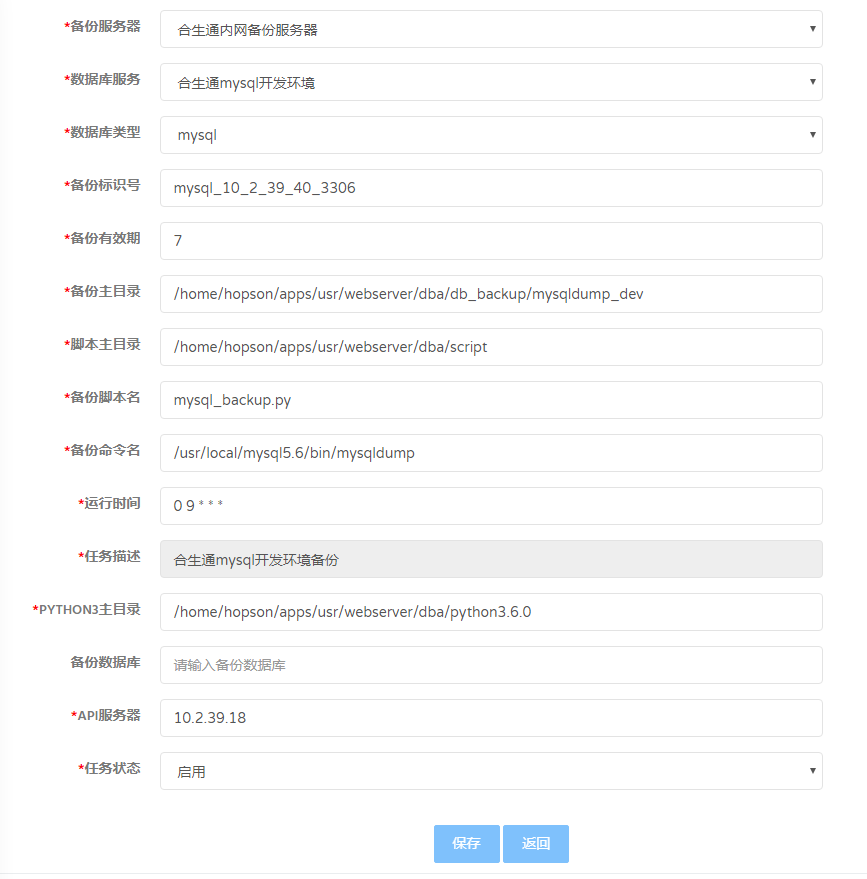 *备份服务器 合生通内网备份服务器
*数据库服务 合生通mysql开发环境
*数据库类型 mysql
*备份标识号 mysql_10_2_39_40_3306
*备份有效期 7
*备份主目录 /home/hopson/apps/usr/webserver/dba/db_backup/mysqldump_dev
*脚本主目录 /home/hopson/apps/usr/webserver/dba/script
*备份脚本名 mysql_backup.py
*备份命令名 /usr/local/mysql5.6/bin/mysqldump
*运行时间 0 9 * * *
*任务描述 合生通mysql开发环境备份
*PYTHON3主目录 /home/hopson/apps/usr/webserver/dba/python3.6.0
备份数据库 请输入备份数据库
*API服务器 10.2.39.18
*任务状态 启用
保存 返回